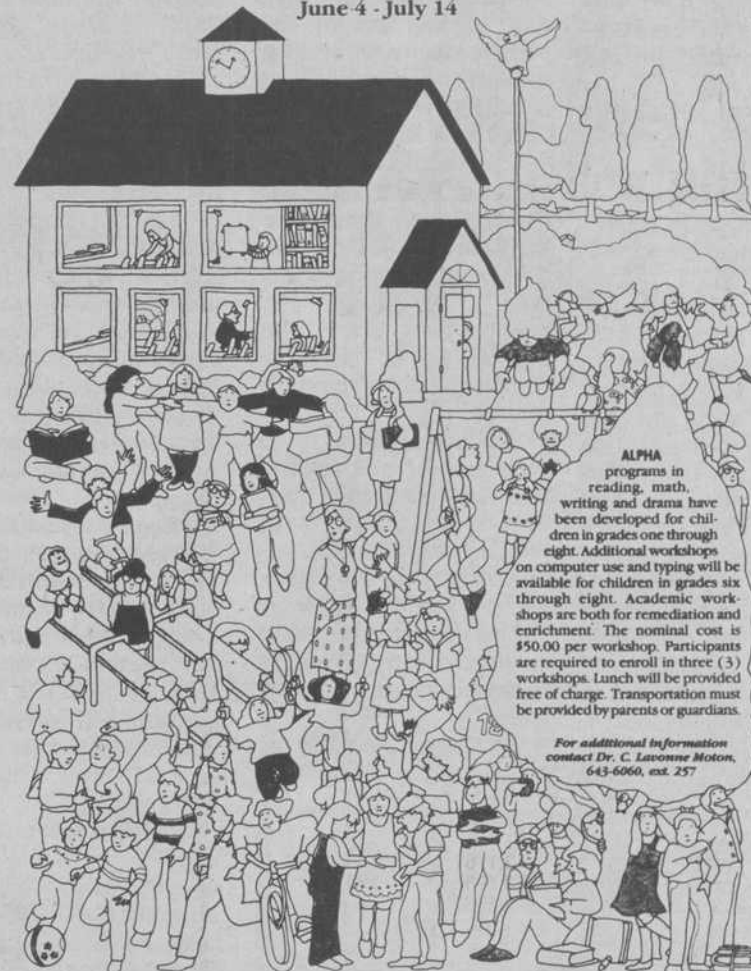 June 4 - July 14
ALPHA
programs in
reading, math,
writing and drama have
been developed for chil-
dren in grades one through
eight. Additional workshops
on computer use and typing will be
available for children in grades six
through eight. Academic work-
shops are both for remediation and
enrichment. The nominal cost is
$50.00 per workshop. Participants
are required to enroll in three (3)
workshops. Lunch will be provided
free of charge. Transportation must
be provided by parents or guardians.
For additional information
contact Dr. C. Lavonne Moton,
643-6060, ext. 257